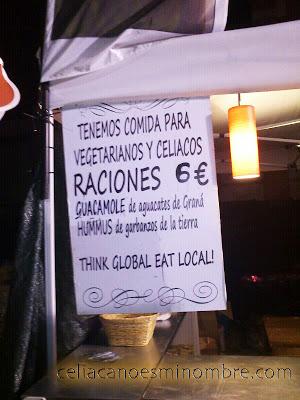 TENEMOS COMIDA PARA
VEGETARIANOS Y CELIACOS
RACIONES 6€
GUACAMOLE de aguacates de Graná
HUMMUS de garbanzos de la tierra
THINK GLOBAL EAT LOCAL!
celiacanoesminombre.com